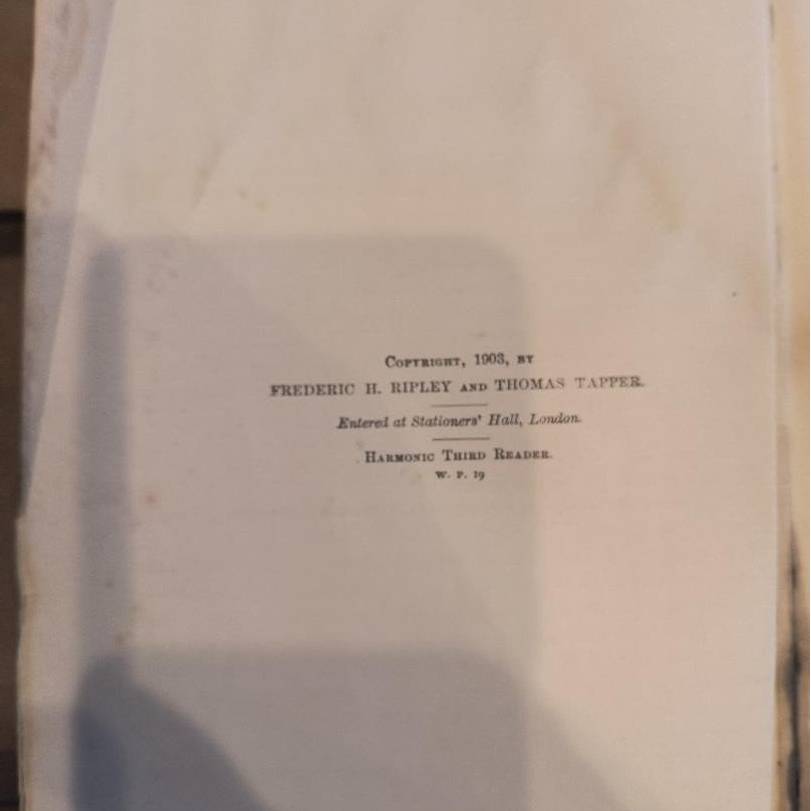 COPYRIGHT, 1903, BY
FREDERIC H. RIPLEY AND THOMAS TAPPER.
Entered at Stationers' Hall, London.
HARMONIC THIRD READER.
W. P. 19